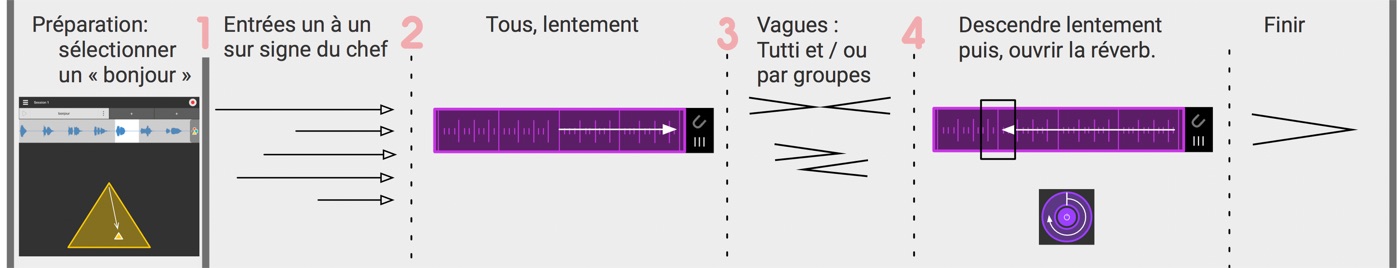 Préparation:
sélectionner
un « bonjour »
1
Entrées un à un
sur signe du chef
2
Tous, lentement
3
Vagues :
Tutti et / ou
par groupes
4
Descendre lentement
puis, ouvrir la réverb.
Finir